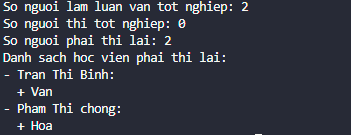 So nguoi lam luan van tot nghiep: 2
So nguoi thi tot nghiep: 0
So nguoi phai thi lai: 2
Danh sach hoc vien phai thi lai:
- Tran Thi Binh:
+ Van
- Pham Thi chong:
+ Hoa